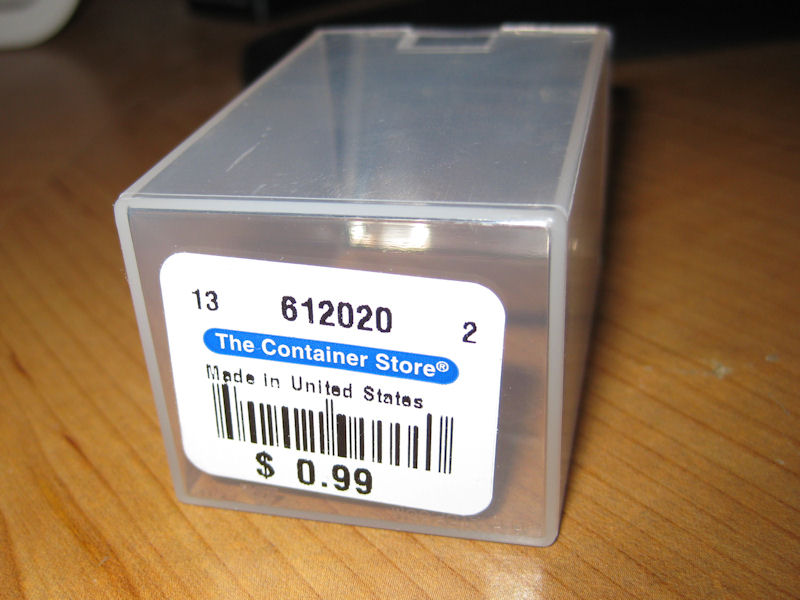 13 612020 2
The Container Store®
Made in United States
$ 0.99